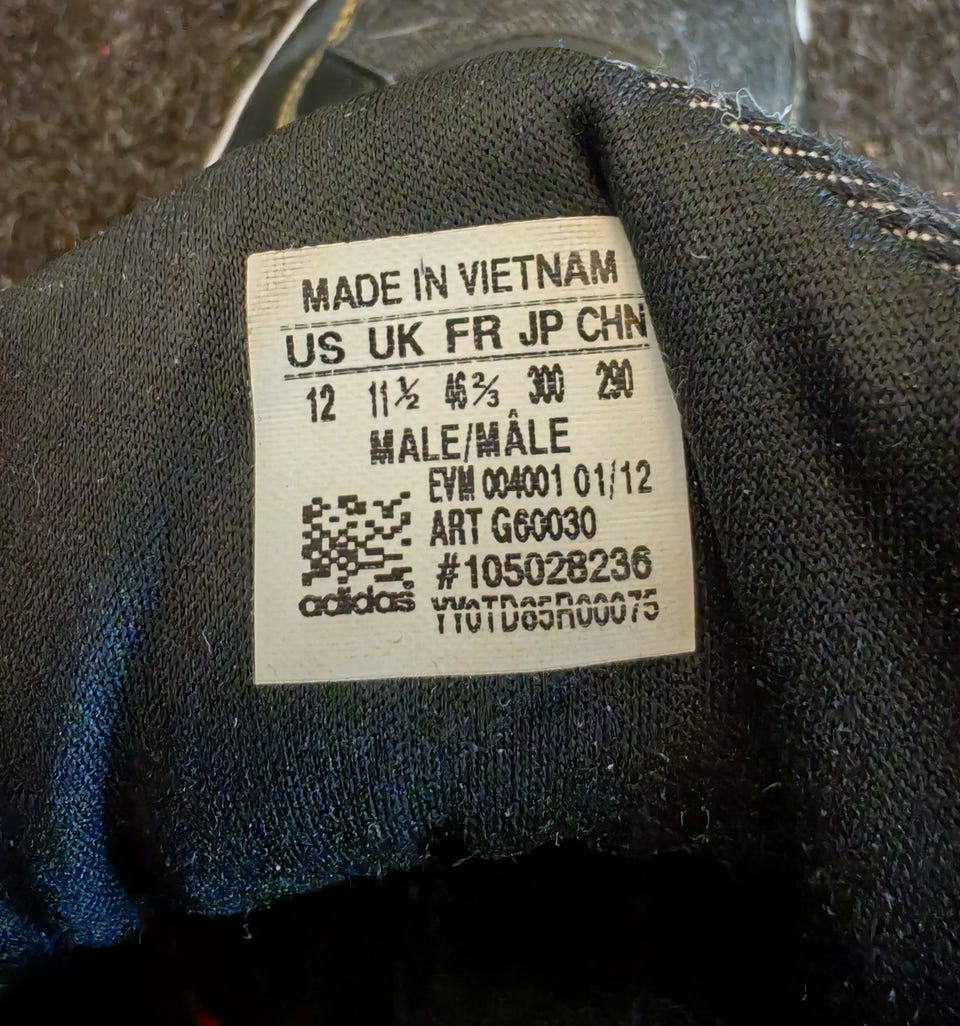 MADE IN VIETNAM
US UK FR JP CHN
12 11½ 46⅔ 300 290
MALE/MÂLE
EVM 004001 01/12
ART G60030
#105028236
adidas